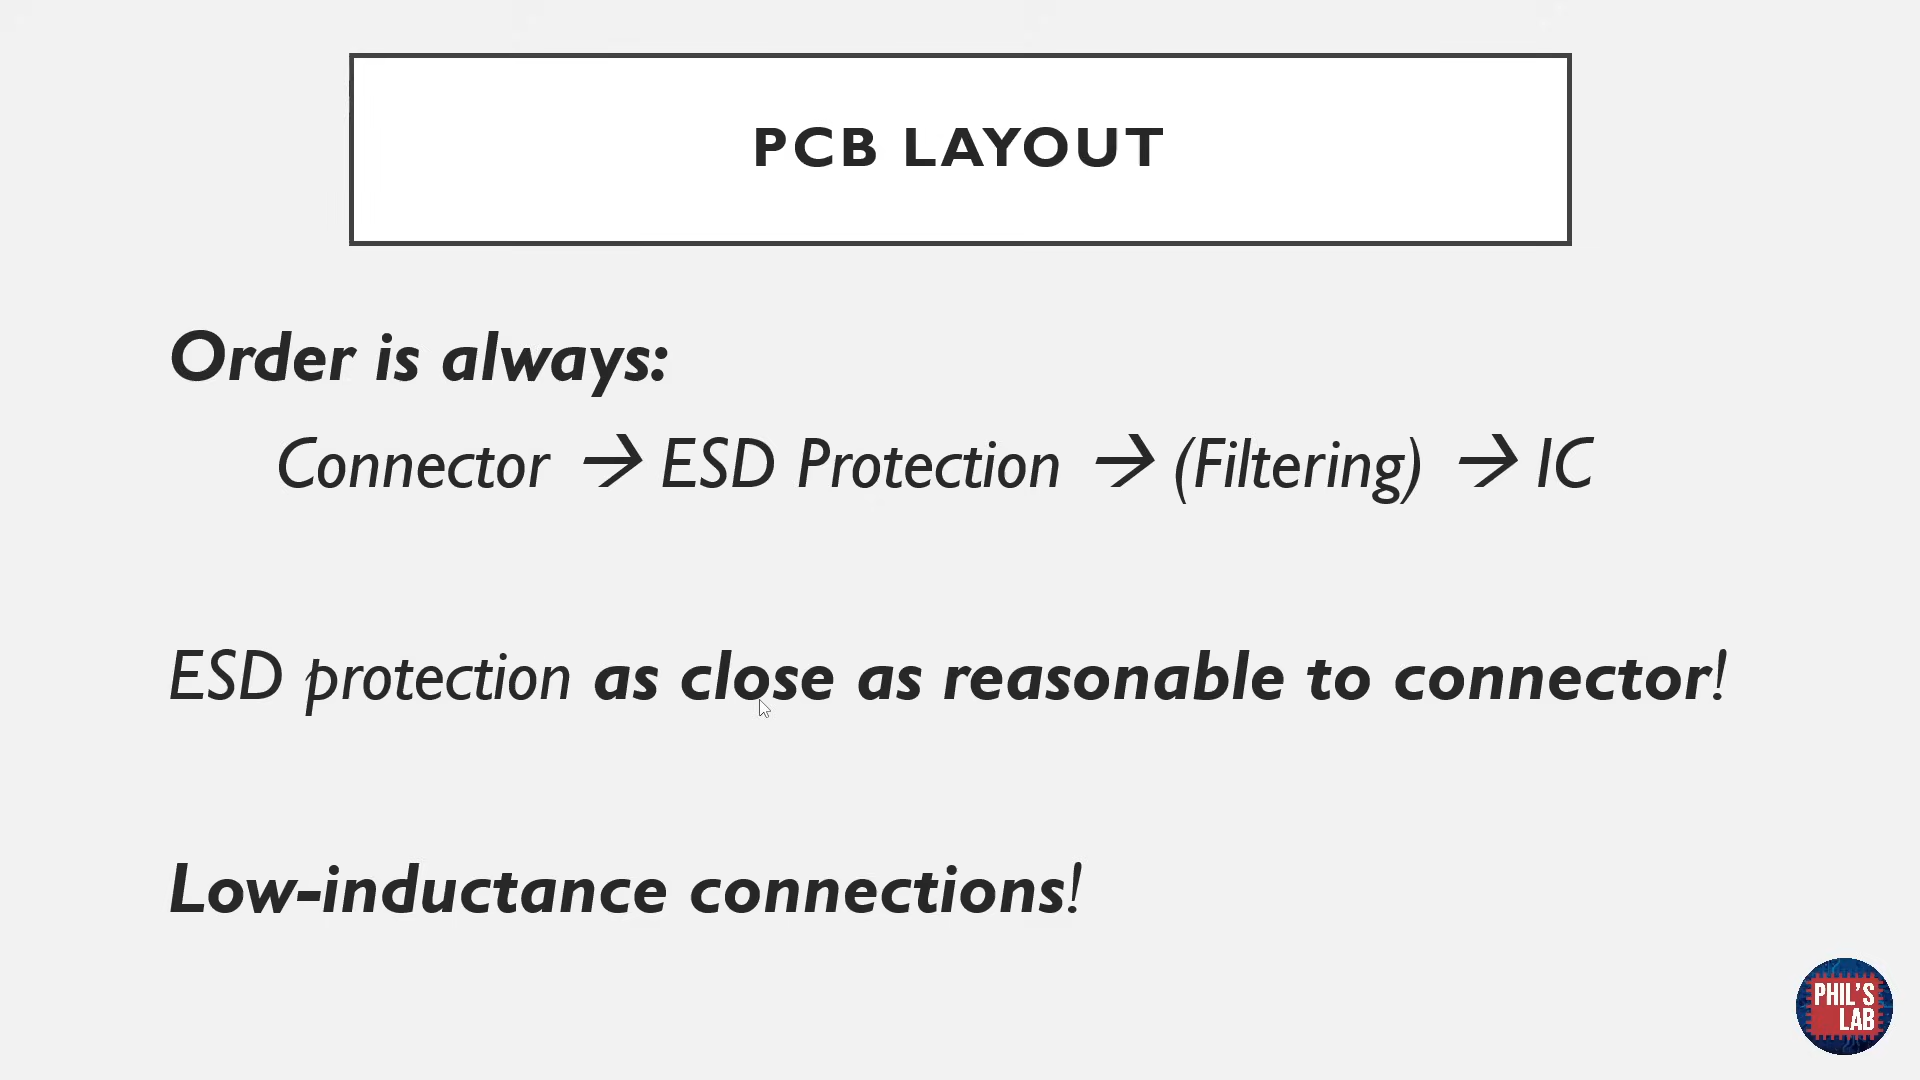 PCB LAYOUT
Order is always:
Connector → ESD Protection → (Filtering) → IC
ESD protection as close as reasonable to connector!
Low-inductance connections!
PHIL'S
LAB